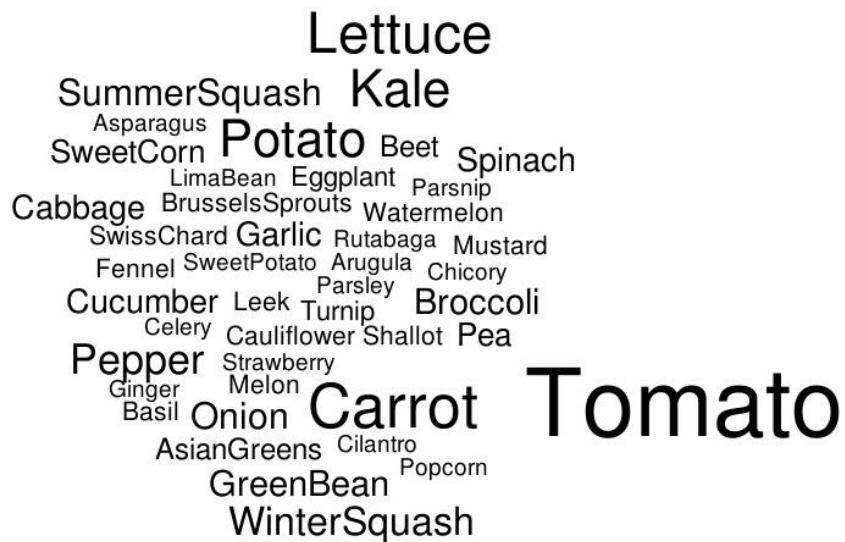 Lettuce
SummerSquash Kale
Asparagus Potato Beet
SweetCorn Spinach
LimaBean Eggplant Parsnip
Cabbage BrusselsSprouts Watermelon
SwissChard Garlic Rutabaga Mustard
Fennel SweetPotato Arugula Chicory
Parsley
Cucumber Leek Turnip Broccoli
Celery Cauliflower Shallot Pea
Pepper Strawberry
Ginger Melon
Basil Onion Carrot Tomato
AsianGreens Cilantro
Popcorn
GreenBean
WinterSquash